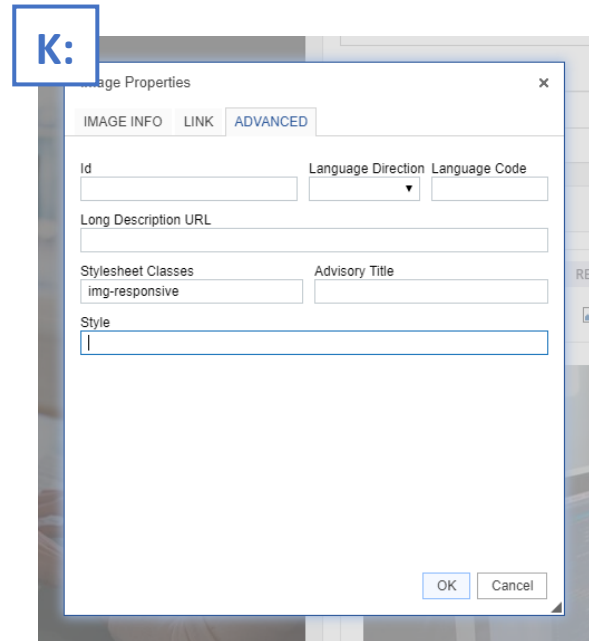 K:
Image Properties
×
IMAGE INFO LINK ADVANCED
Id Language Direction Language Code
▼
Long Description URL
Stylesheet Classes Advisory Title
img-responsive
Style
OK Cancel
RE